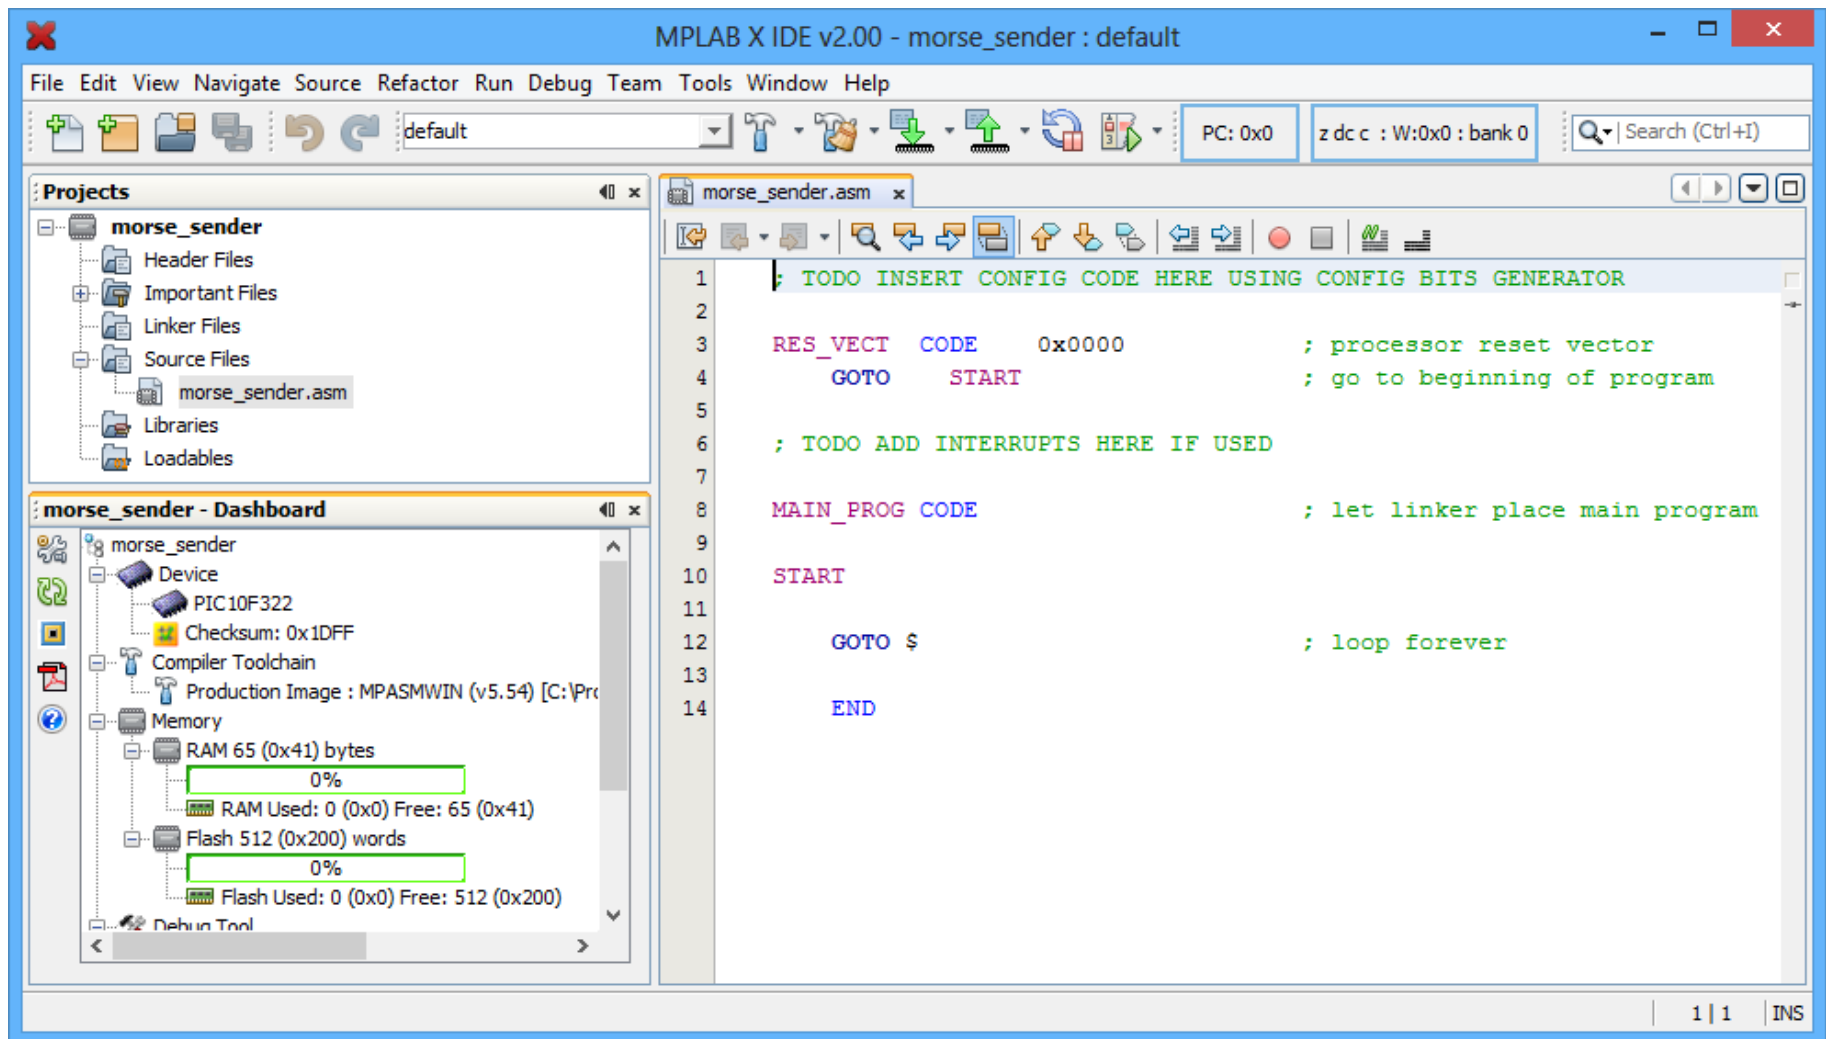 MPLAB X IDE v2.00 - morse_sender : default
File Edit View Navigate Source Refactor Run Debug Team Tools Window Help
default
PC: 0x0
z dc c : W:0x0 : bank 0
Search (Ctrl+I)
Projects
morse_sender
Header Files
Important Files
Linker Files
Source Files
morse_sender.asm
Libraries
Loadables
morse_sender - Dashboard
morse_sender
Device
PIC10F322
Checksum: 0x1DFF
Compiler Toolchain
Production Image : MPASMWIN (v5.54) [C:\Pro
Memory
RAM 65 (0x41) bytes
0%
RAM Used: 0 (0x0) Free: 65 (0x41)
Flash 512 (0x200) words
0%
Flash Used: 0 (0x0) Free: 512 (0x200)
Debug Tool
morse_sender.asm
1 ; TODO INSERT CONFIG CODE HERE USING CONFIG BITS GENERATOR
2
3 RES_VECT CODE 0x0000 ; processor reset vector
4 GOTO START ; go to beginning of program
5
6 ; TODO ADD INTERRUPTS HERE IF USED
7
8 MAIN_PROG CODE ; let linker place main program
9
10 START
11
12 GOTO $ ; loop forever
13
14 END
1 | 1 INS